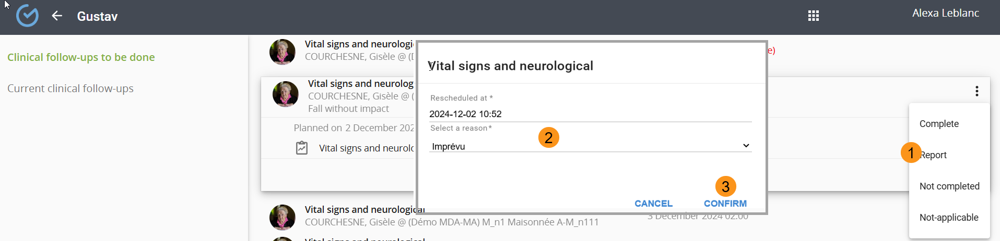 Gustav
Alexa Leblanc
Clinical follow-ups to be done
Current clinical follow-ups
Vital signs and neurologi
COURCHESNE, Gisèle @ (D
e)
Vital signs and neurolog
COURCHESNE, Gisèle @ (
Fall without impact
Planned on 2 December 202
Vital signs and neurolo
Vital signs and neurological
Rescheduled at *
2024-12-02 10:52
Select a reason*
2
Imprévu
3
CANCEL
CONFIRM
Complete
1
Report
Not completed
Not-applicable
Vital signs and neurological
COURCHESNE, Gisèle @ (Démo MDA-MA) M_n1 Maisonnée A-M_n111
3 December 2024 02:00
Vital signs and neurological